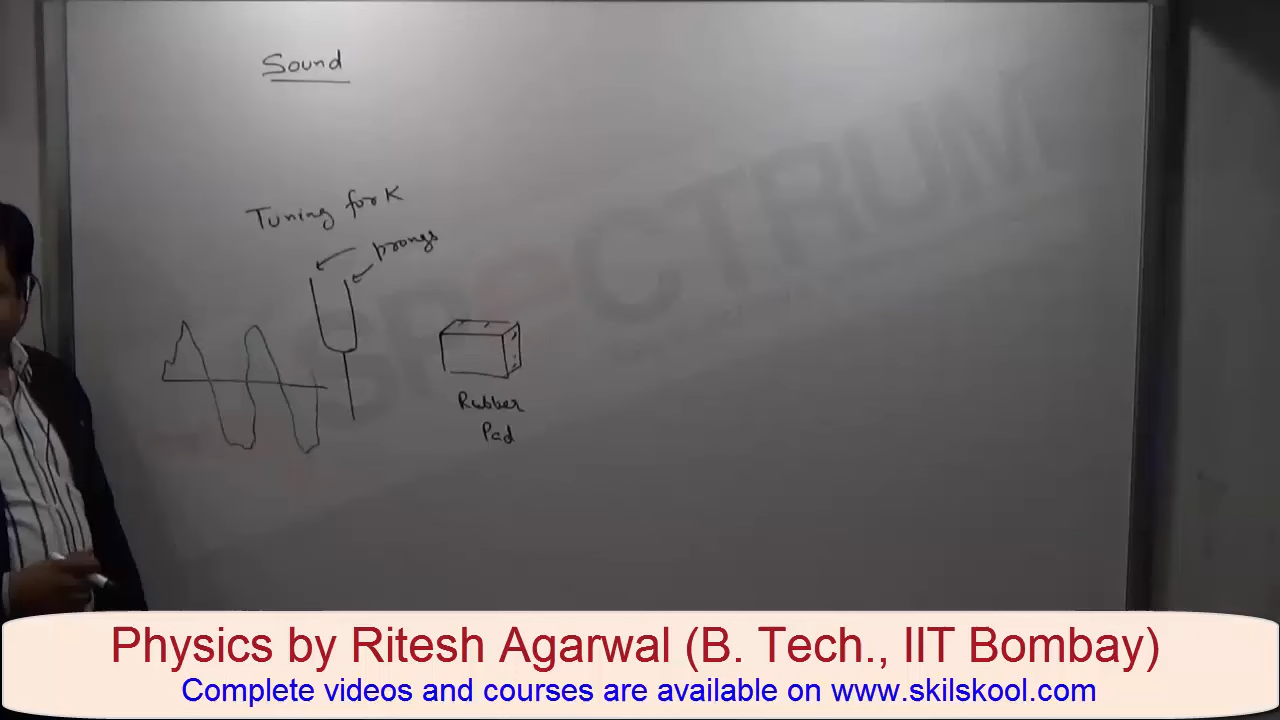 Sound
Tuning fork
prongs
Rubber
Pad
SPECTRUM
Physics by Ritesh Agarwal (B. Tech., IIT Bombay)
Complete videos and courses are available on www.skilskool.com